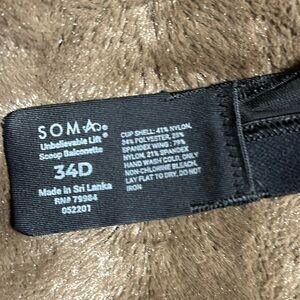 SOMA
Unbelievable Lift
Scoop Balconette
34D
Made in Sri Lanka
RN# 79984
052201
CUP SHELL: 41% NYLON,
34% POLYESTER, 25%
SPANDEX WING : 79%
NYLON, 21% SPANDEX
HAND WASH COLD, ONLY
NON-CHLORINE BLEACH,
LAY FLAT TO DRY, DO NOT
IRON